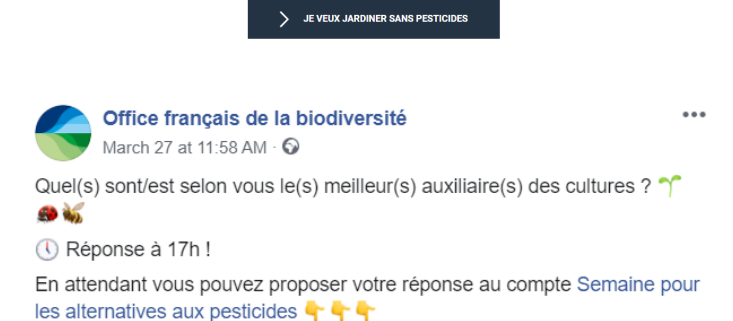 JE VEUX JARDINER SANS PESTICIDES
Office français de la biodiversité
March 27 at 11:58 AM ·
Quel(s) sont/est selon vous le(s) meilleur(s) auxiliaire(s) des cultures ? 🌱
🐞🐝
🕔 Réponse à 17h !
En attendant vous pouvez proposer votre réponse au compte Semaine pour
les alternatives aux pesticides 👇👇👇